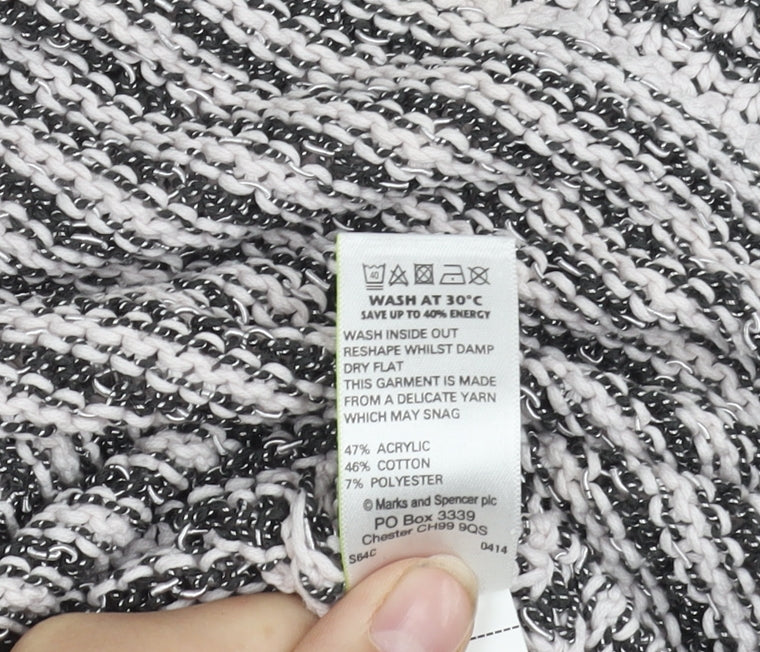 40
WASH AT 30°C
SAVE UP TO 40% ENERGY
WASH INSIDE OUT
RESHAPE WHILST DAMP
DRY FLAT
THIS GARMENT IS MADE
FROM A DELICATE YARN
WHICH MAY SNAG
47% ACRYLIC
46% COTTON
7% POLYESTER
© Marks and Spencer plc
PO Box 3339
Chester CH99 9QS
S64C 0414